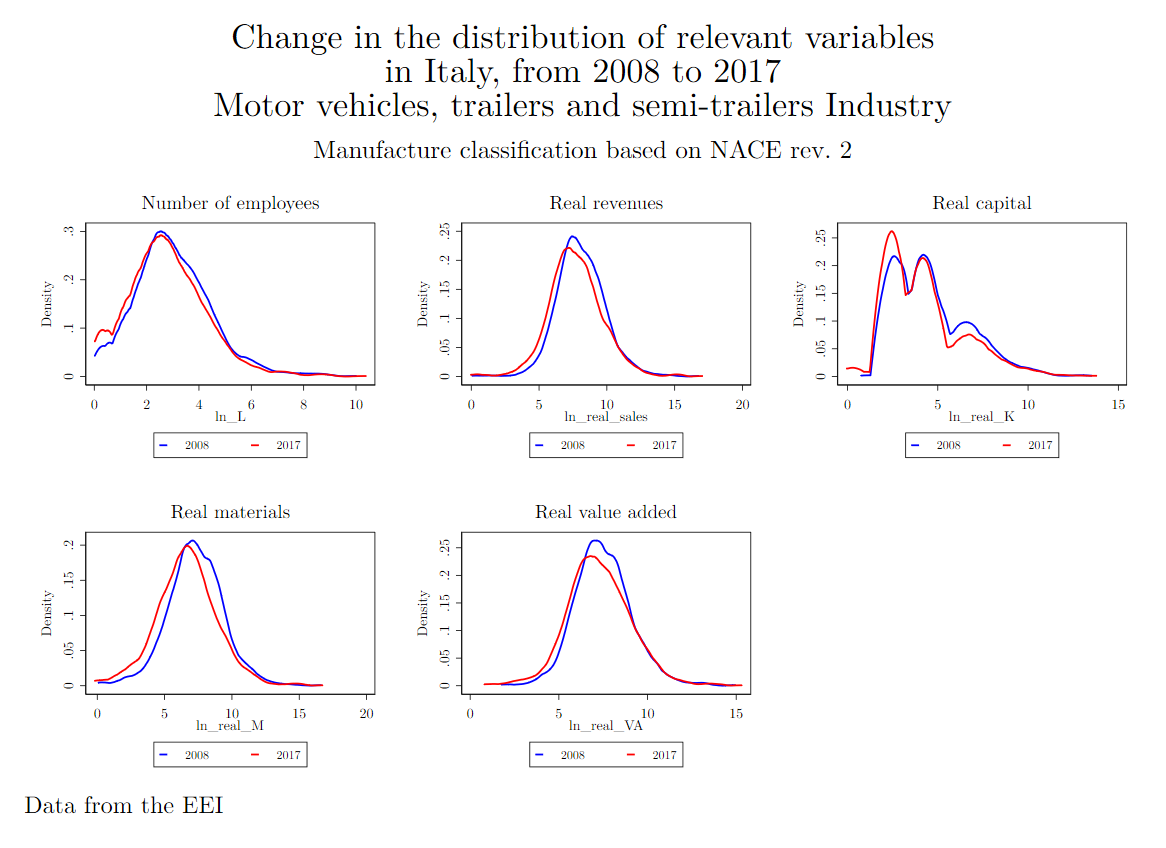 Change in the distribution of relevant variables
in Italy, from 2008 to 2017
Motor vehicles, trailers and semi-trailers Industry
Manufacture classification based on NACE rev. 2
Number of employees
Density
0 .1 .2 .3
0 2 4 6 8 10
ln_L
2008 2017
Real revenues
Density
0 .05 .1 .15 .2 .25
0 5 10 15 20
ln_real_sales
2008 2017
Real capital
Density
0 .05 .1 .15 .2 .25
0 5 10 15
ln_real_K
2008 2017
Real materials
Density
0 .05 .1 .15 .2
0 5 10 15 20
ln_real_M
2008 2017
Real value added
Density
0 .05 .1 .15 .2 .25
0 5 10 15
ln_real_VA
2008 2017
Data from the EEI